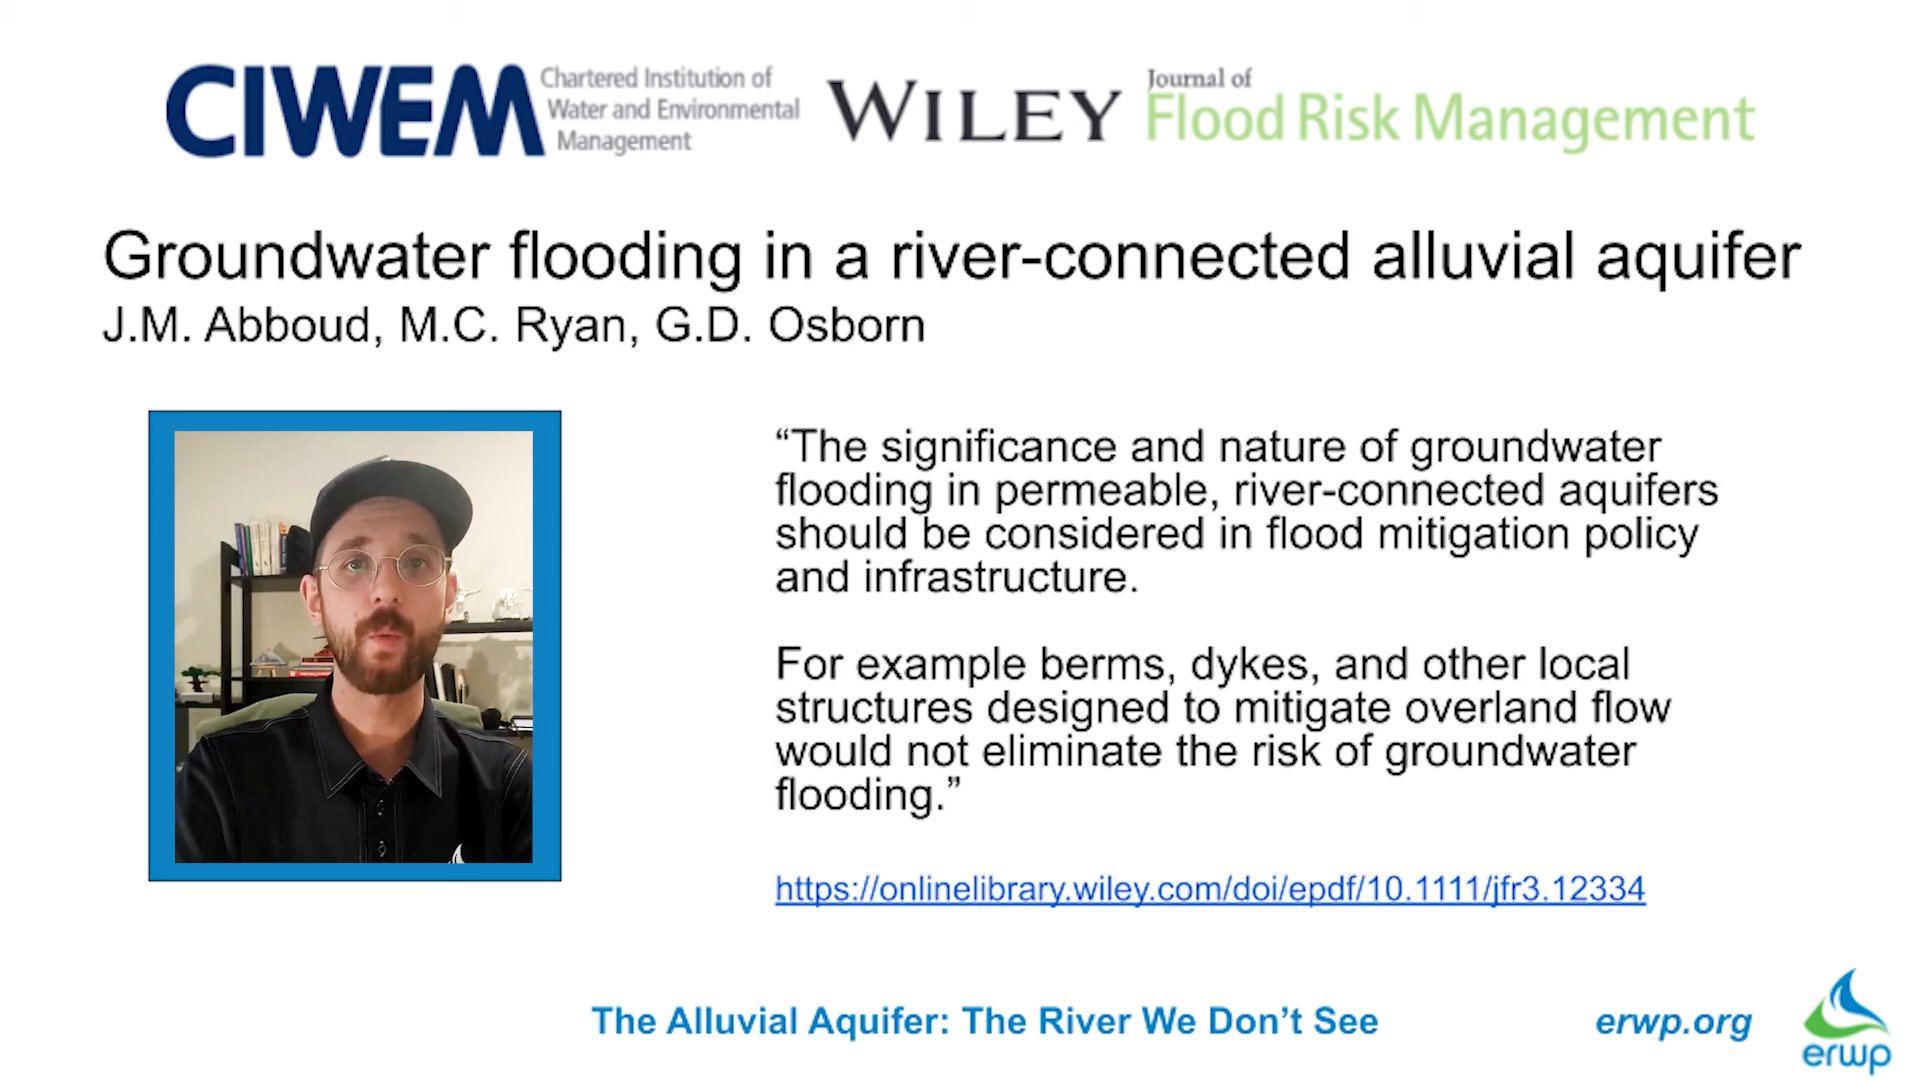 CIWEM
Chartered Institution of
Water and Environmental
Management
WILEY
Journal of
Flood Risk Management
Groundwater flooding in a river-connected alluvial aquifer
J.M. Abboud, M.C. Ryan, G.D. Osborn
“The significance and nature of groundwater
flooding in permeable, river-connected aquifers
should be considered in flood mitigation policy
and infrastructure.
For example berms, dykes, and other local
structures designed to mitigate overland flow
would not eliminate the risk of groundwater
flooding.”
https://onlinelibrary.wiley.com/doi/epdf/10.1111/jfr3.12334
The Alluvial Aquifer: The River We Don’t See
erwp.org
erwp